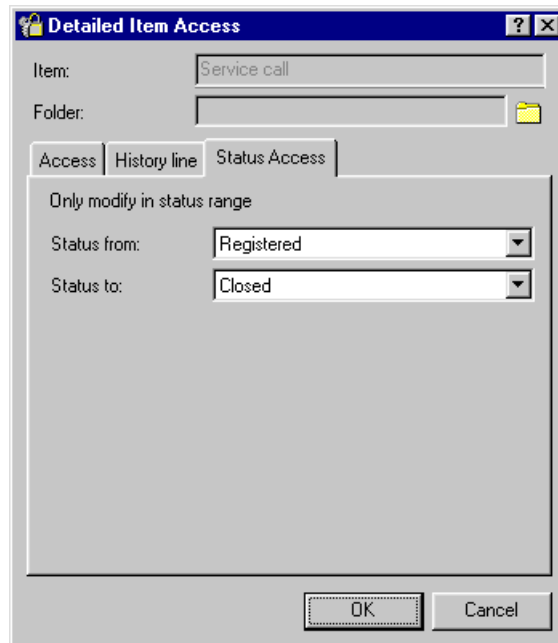 Detailed Item Access
Item: Service call
Folder:
Access History line Status Access
Only modify in status range
Status from: Registered
Status to: Closed
OK Cancel